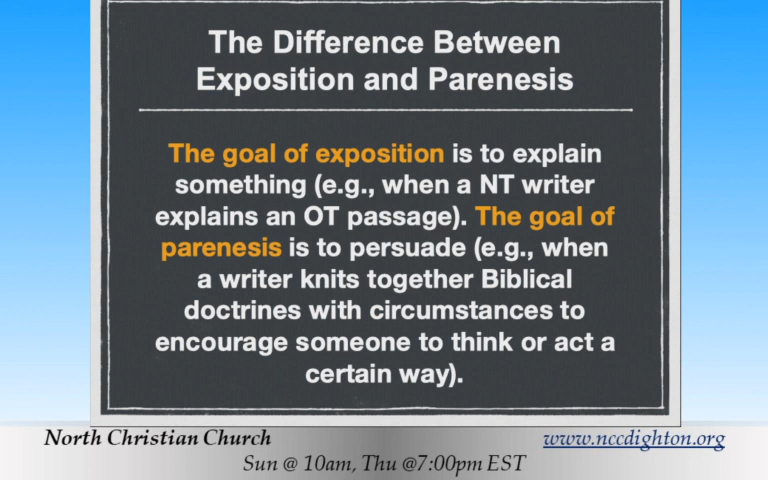 The Difference Between
Exposition and Parenesis
The goal of exposition is to explain
something (e.g., when a NT writer
explains an OT passage). The goal of
parenesis is to persuade (e.g., when
a writer knits together Biblical
doctrines with circumstances to
encourage someone to think or act a
certain way).
North Christian Church
www.nccdighton.org
Sun @ 10am, Thu @7:00pm EST